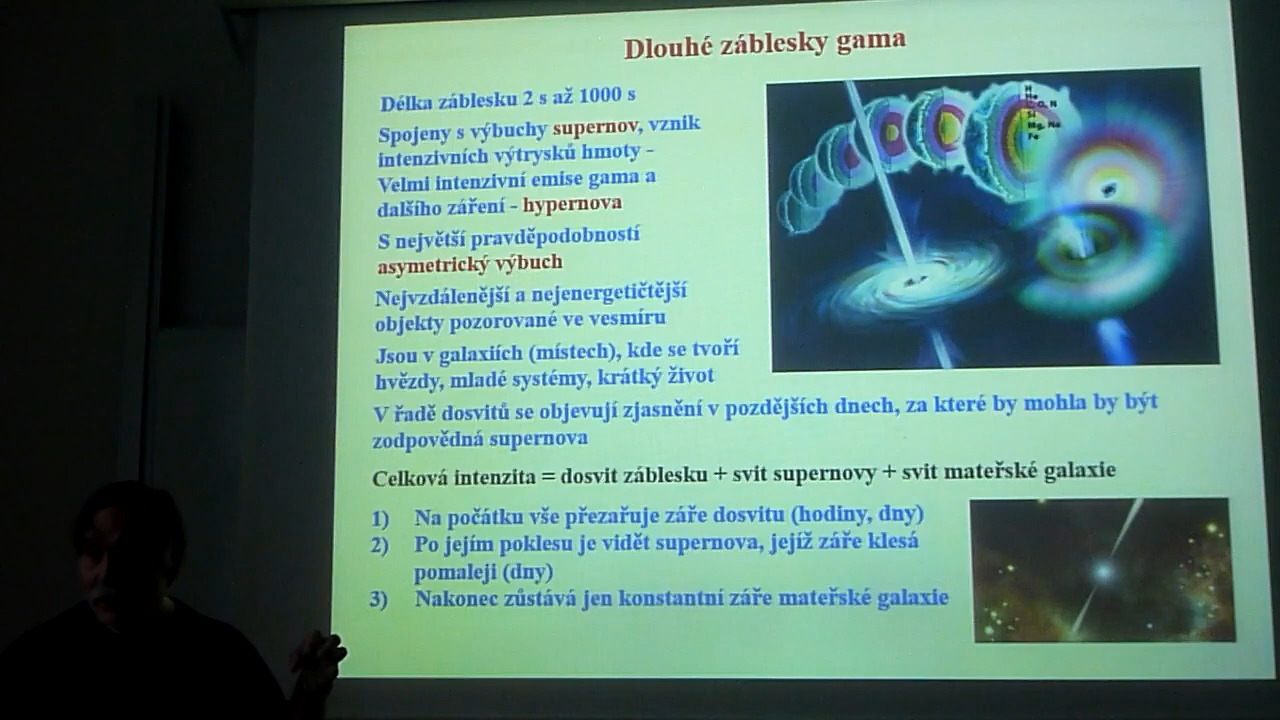 Dlouhé záblesky gama
Délka záblesku 2 s až 1000 s
Spojeny s výbuchy supernov, vznik
intenzivních výtrysků hmoty –
Velmi intenzivní emise gama a
dalšího záření - hypernova
S největší pravděpodobností
asymetrický výbuch
Nejvzdálenější a nejenergetičtější
objekty pozorované ve vesmíru
Jsou v galaxiích (místech), kde se tvoří
hvězdy, mladé systémy, krátký život
V řadě dosvitů se objevují zjasnění v pozdějších dnech, za které by mohla by být
zodpovědná supernova
Celková intenzita = dosvit záblesku + svit supernovy + svit mateřské galaxie
1) Na počátku vše přezařuje záře dosvitu (hodiny, dny)
2) Po jejím poklesu je vidět supernova, jejíž záře klesá
pomaleji (dny)
3) Nakonec zůstává jen konstantní záře mateřské galaxie
H
He
C, O, N
Si
Mg, Ne
Fe